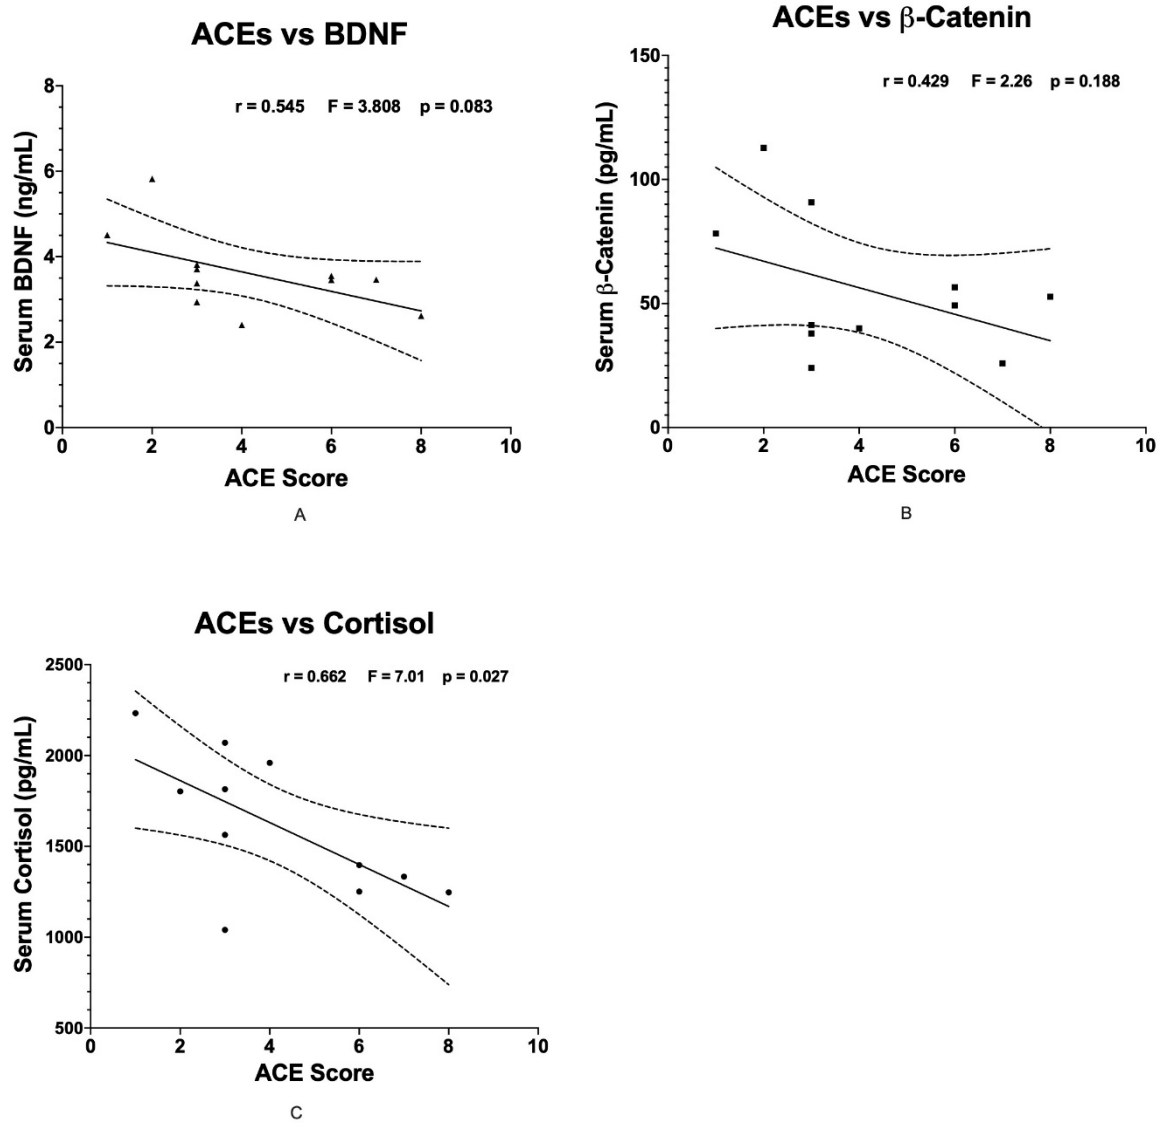 ACEs vs BDNF
r = 0.545 F = 3.808 p = 0.083
Serum BDNF (ng/mL)
8
6
4
2
0
0 2 4 6 8 10
ACE Score
A
ACEs vs β-Catenin
r = 0.429 F = 2.26 p = 0.188
Serum β-Catenin (pg/mL)
150
100
50
0
0 2 4 6 8 10
ACE Score
B
ACEs vs Cortisol
r = 0.662 F = 7.01 p = 0.027
Serum Cortisol (pg/mL)
2500
2000
1500
1000
500
0 2 4 6 8 10
ACE Score
C